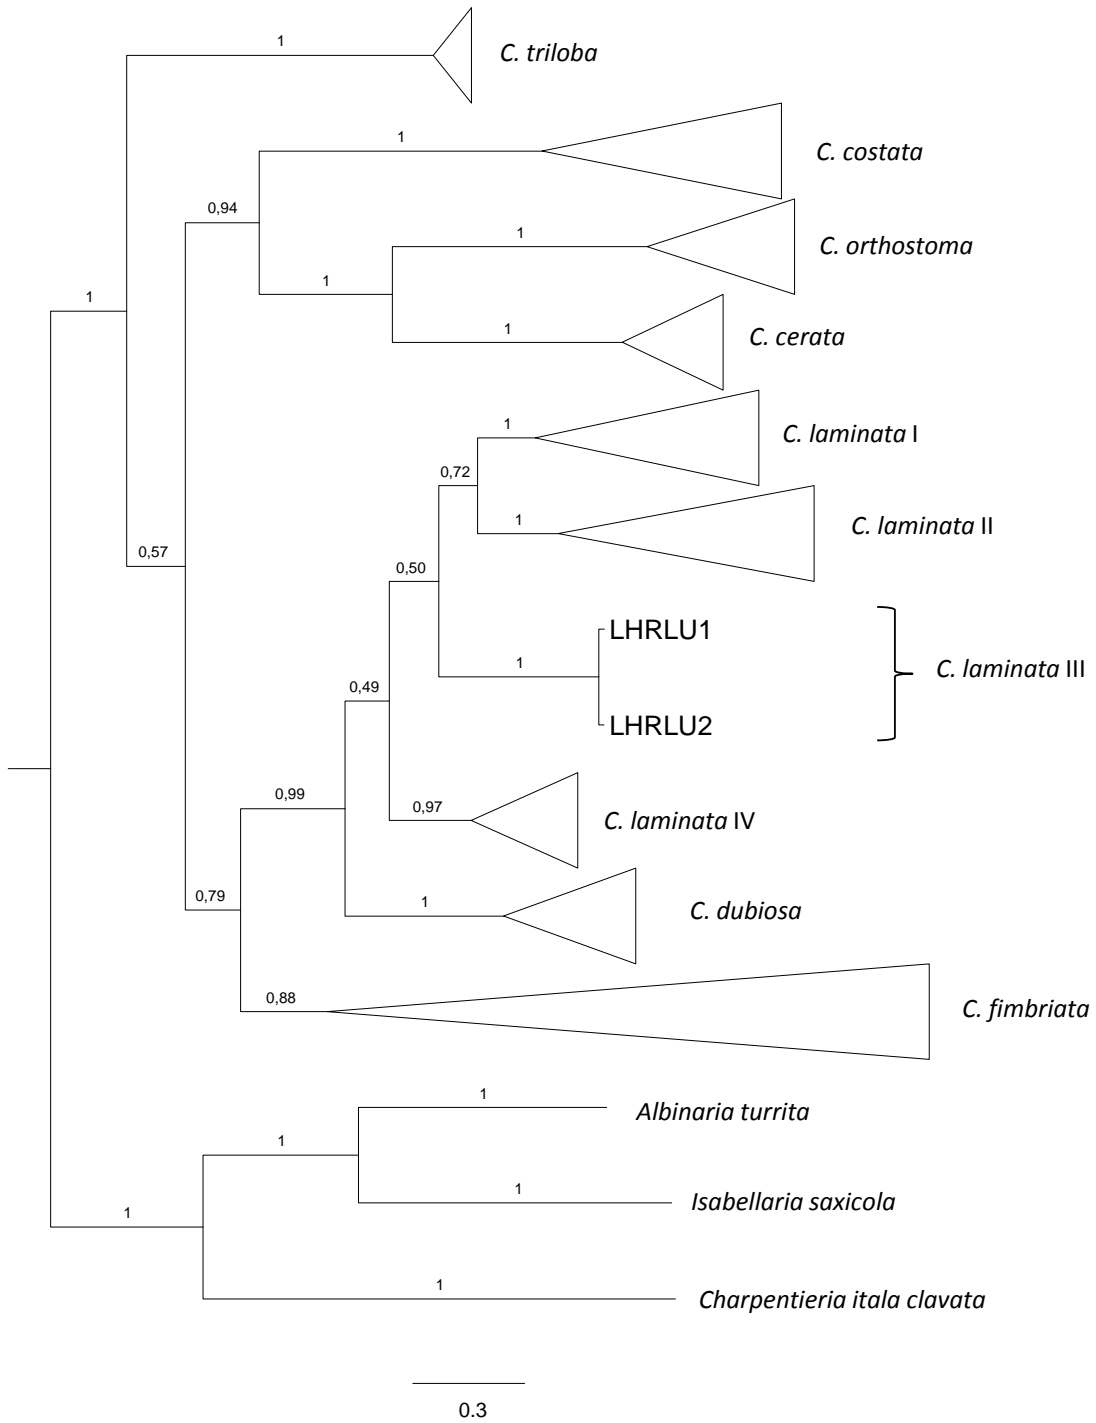 1
C. triloba
1
C. costata
0,94
1
C. orthostoma
1
1
1
C. cerata
1
C. laminata I
0,72
1
C. laminata II
0,57
0,50
LHRLU1
1
C. laminata III
0,49
LHRLU2
0,99
0,97
C. laminata IV
0,79
1
C. dubiosa
0,88
C. fimbriata
1
Albinaria turrita
1
1
Isabellaria saxicola
1
1
Charpentieria itala clavata
0.3